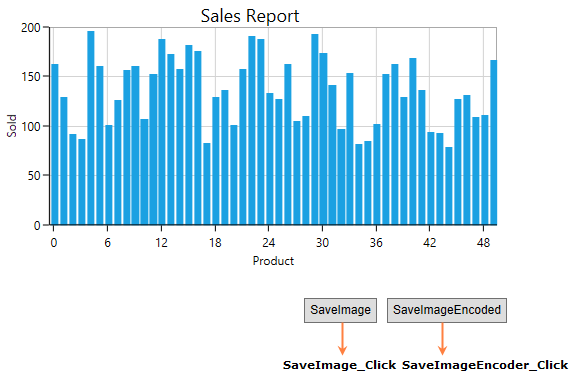 Sales Report
200
150
100
50
0
Sold
0 6 12 18 24 30 36 42 48
Product
SaveImage SaveImageEncoded
SaveImage_Click SaveImageEncoder_Click